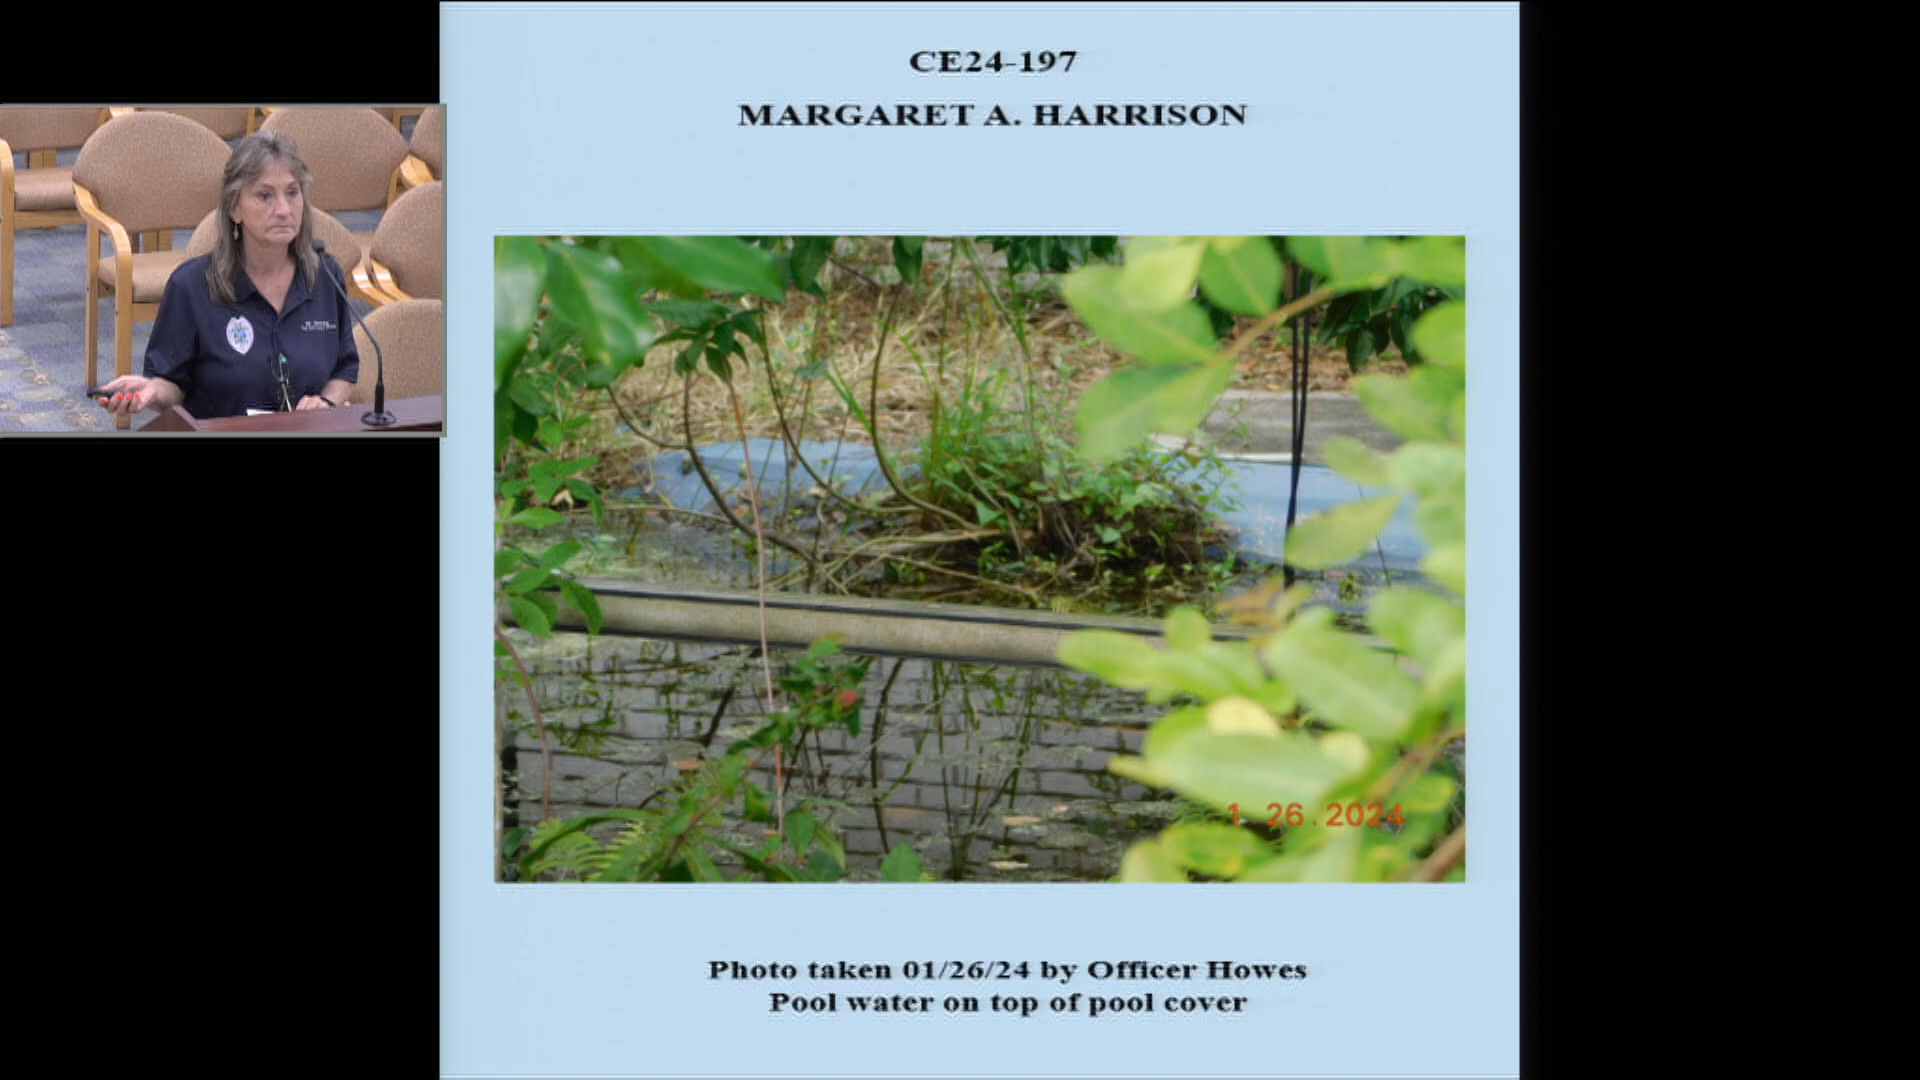 CE24-197
MARGARET A. HARRISON
1 26.2024
Photo taken 01/26/24 by Officer Howes
Pool water on top of pool cover